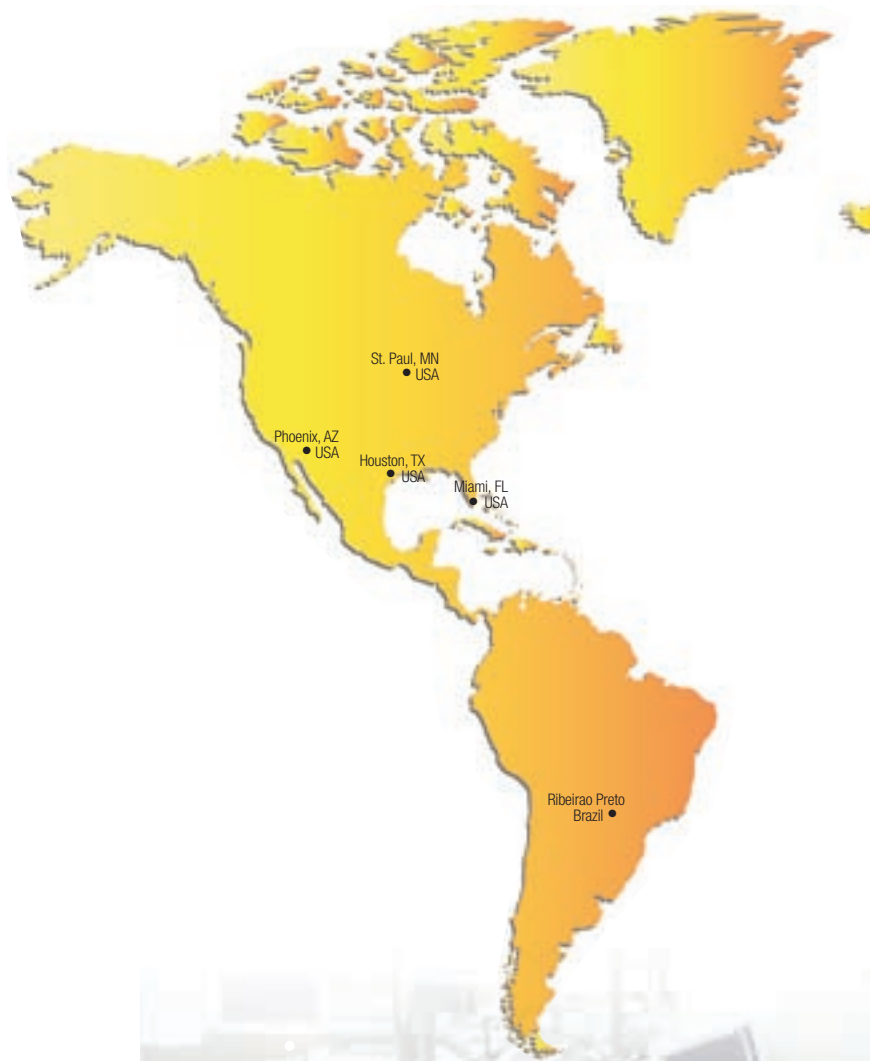 St. Paul, MN
USA
Phoenix, AZ
USA
Houston, TX
USA
Miami, FL
USA
Ribeirao Preto
Brazil